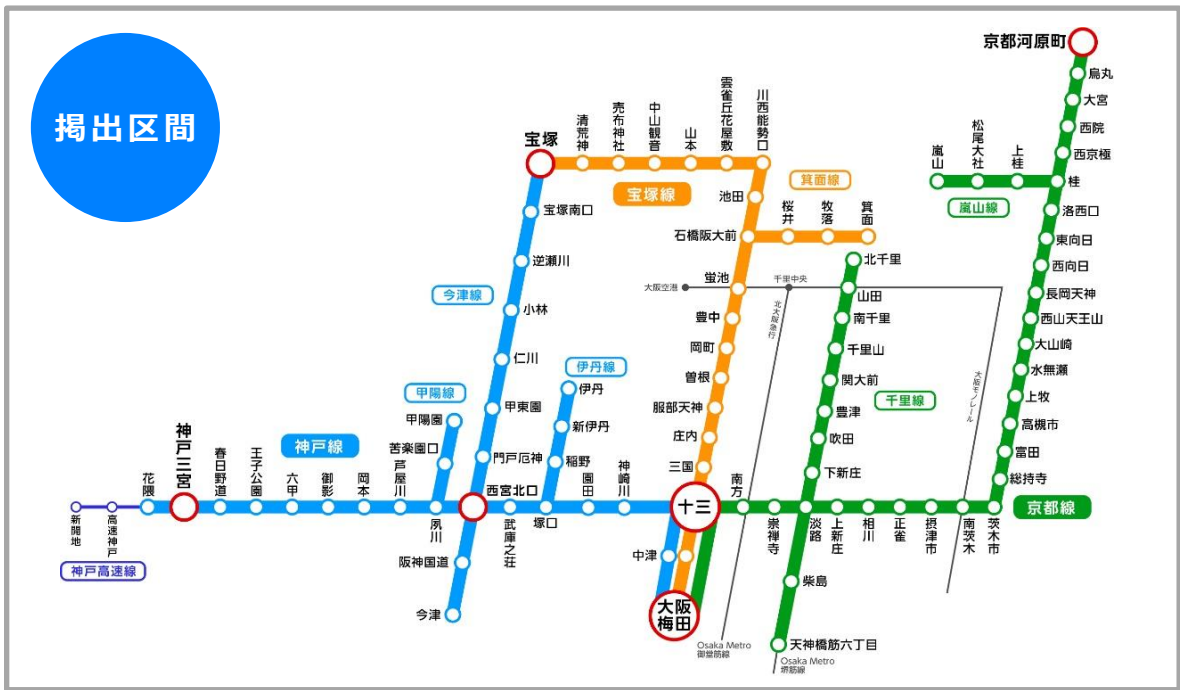 掲出区間
京都河原町
烏丸
大宮
西院
西京極
桂
上桂
松尾大社
嵐山
嵐山線
洛西口
東向日
西向日
長岡天神
西山天王山
大山崎
水無瀬
上牧
高槻市
富田
総持寺
京都線
茨木市
南茨木
摂津市
正雀
相川
上新庄
淡路
崇禅寺
南方
十三
宝塚
清荒神
売布神社
中山観音
山本
雲雀丘花屋敷
川西能勢口
宝塚線
池田
箕面線
石橋阪大前
桜井
牧落
箕面
蛍池
大阪空港
千里中央
北大阪急行
大阪モノレール
豊中
岡町
曽根
服部天神
庄内
三国
北千里
山田
南千里
千里山
関大前
千里線
豊津
吹田
下新庄
柴島
天神橋筋六丁目
Osaka Metro
堺筋線
Osaka Metro
御堂筋線
中津
大阪
梅田
宝塚南口
逆瀬川
今津線
小林
仁川
甲東園
門戸厄神
西宮北口
阪神国道
今津
伊丹線
伊丹
新伊丹
稲野
塚口
甲陽線
甲陽園
苦楽園口
夙川
神戸線
神崎川
園田
武庫之荘
芦屋川
岡本
御影
六甲
王子公園
春日野道
神戸三宮
花隈
高速神戸
新開地
神戸高速線